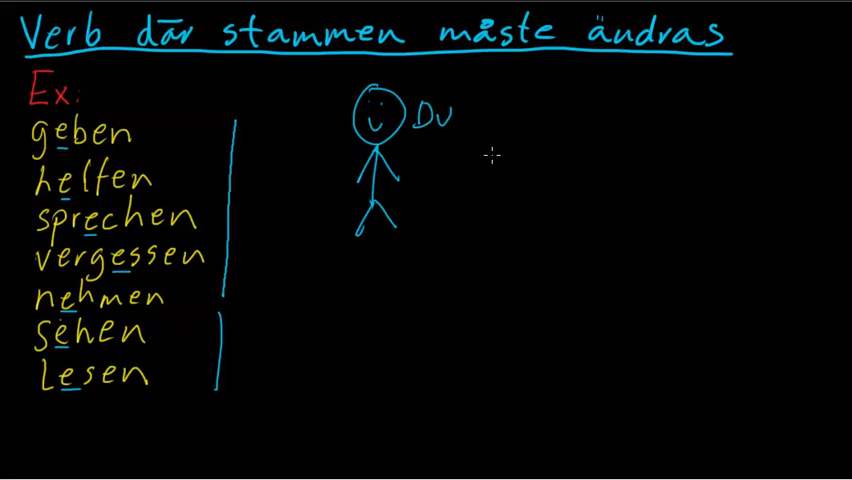 Verb där stammen måste ändras
Ex:
geben
Du
helfen
sprechen
vergessen
nehmen
sehen
Lesen